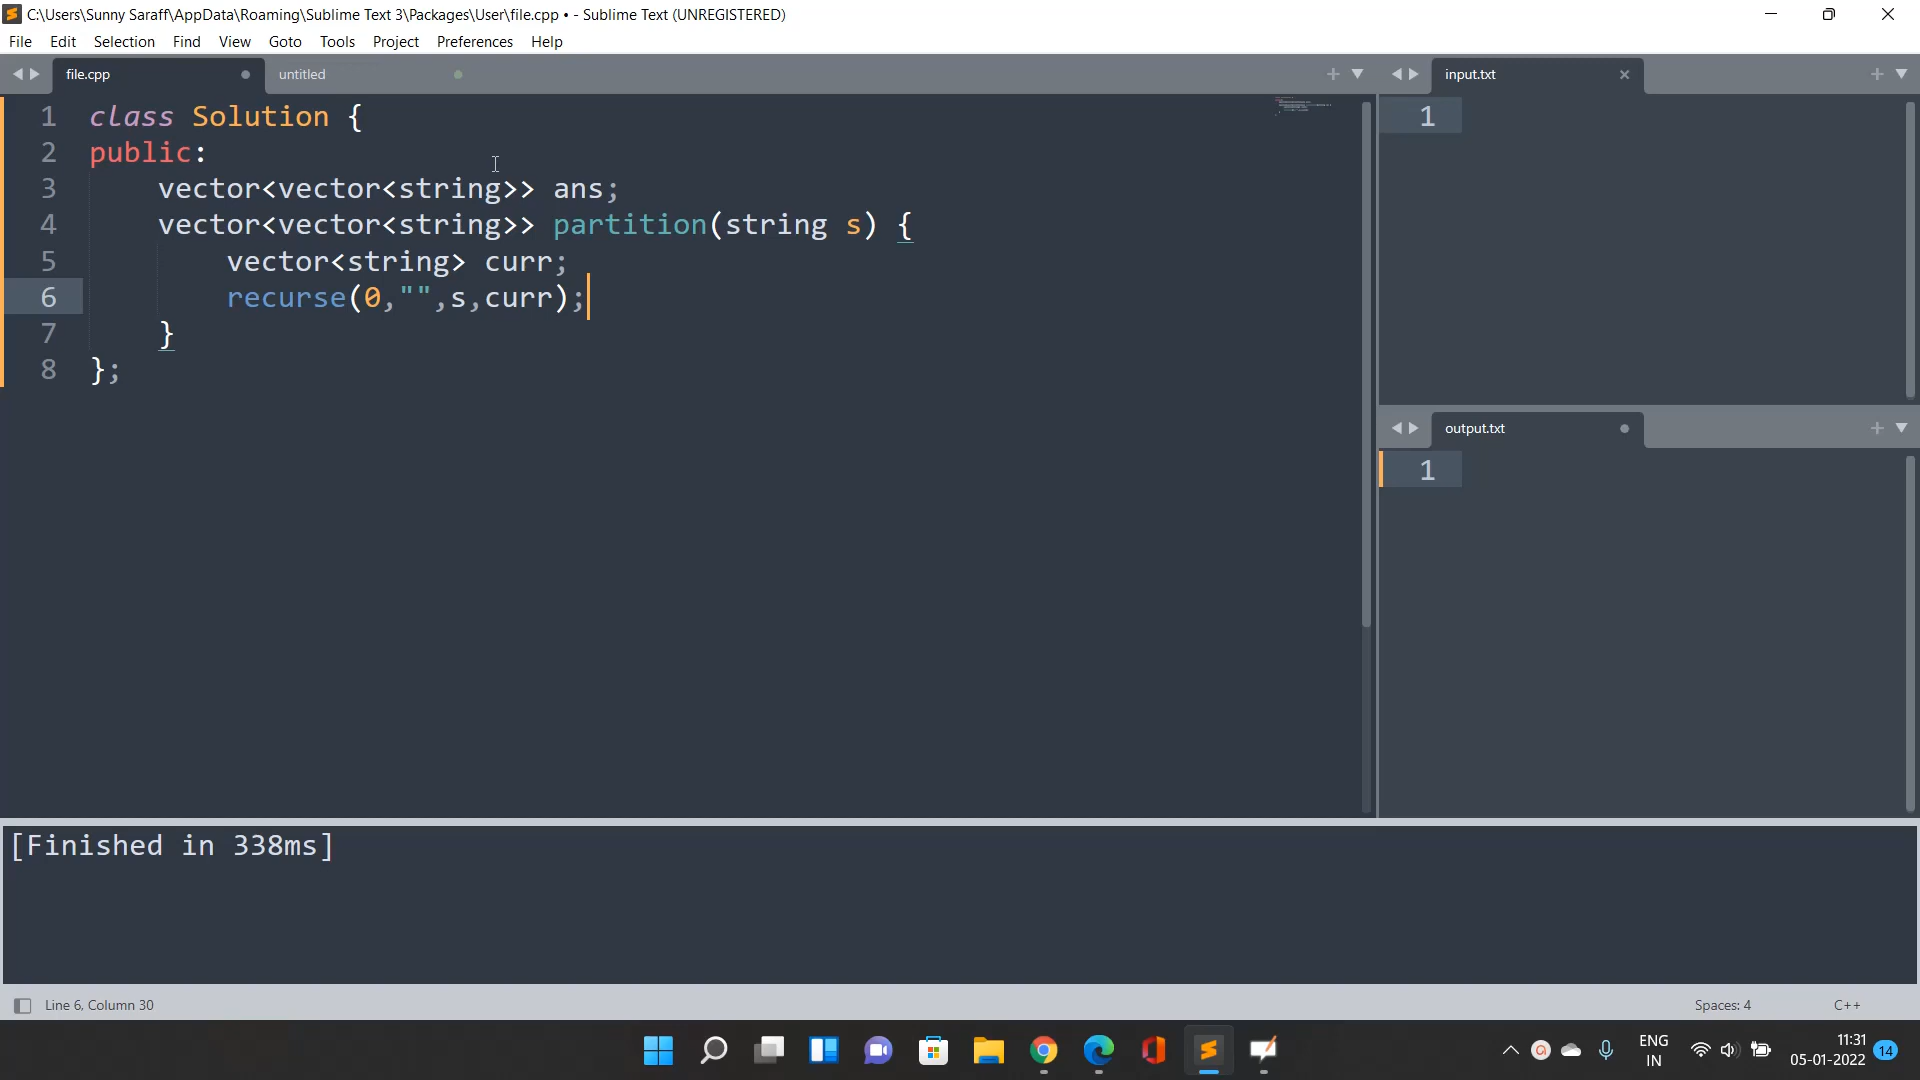 C:\Users\Sunny Saraff\AppData\Roaming\Sublime Text 3\Packages\User\file.cpp • - Sublime Text (UNREGISTERED)
File Edit Selection Find View Goto Tools Project Preferences Help
file.cpp untitled
1 class Solution {
2 public:
3 vector<vector<string>> ans;
4 vector<vector<string>> partition(string s) {
5 vector<string> curr;
6 recurse(0,"",s,curr);
7 }
8 };
input.txt
1
output.txt
1
[Finished in 338ms]
Line 6, Column 30 Spaces: 4 C++
ENG
IN
11:31
05-01-2022
14